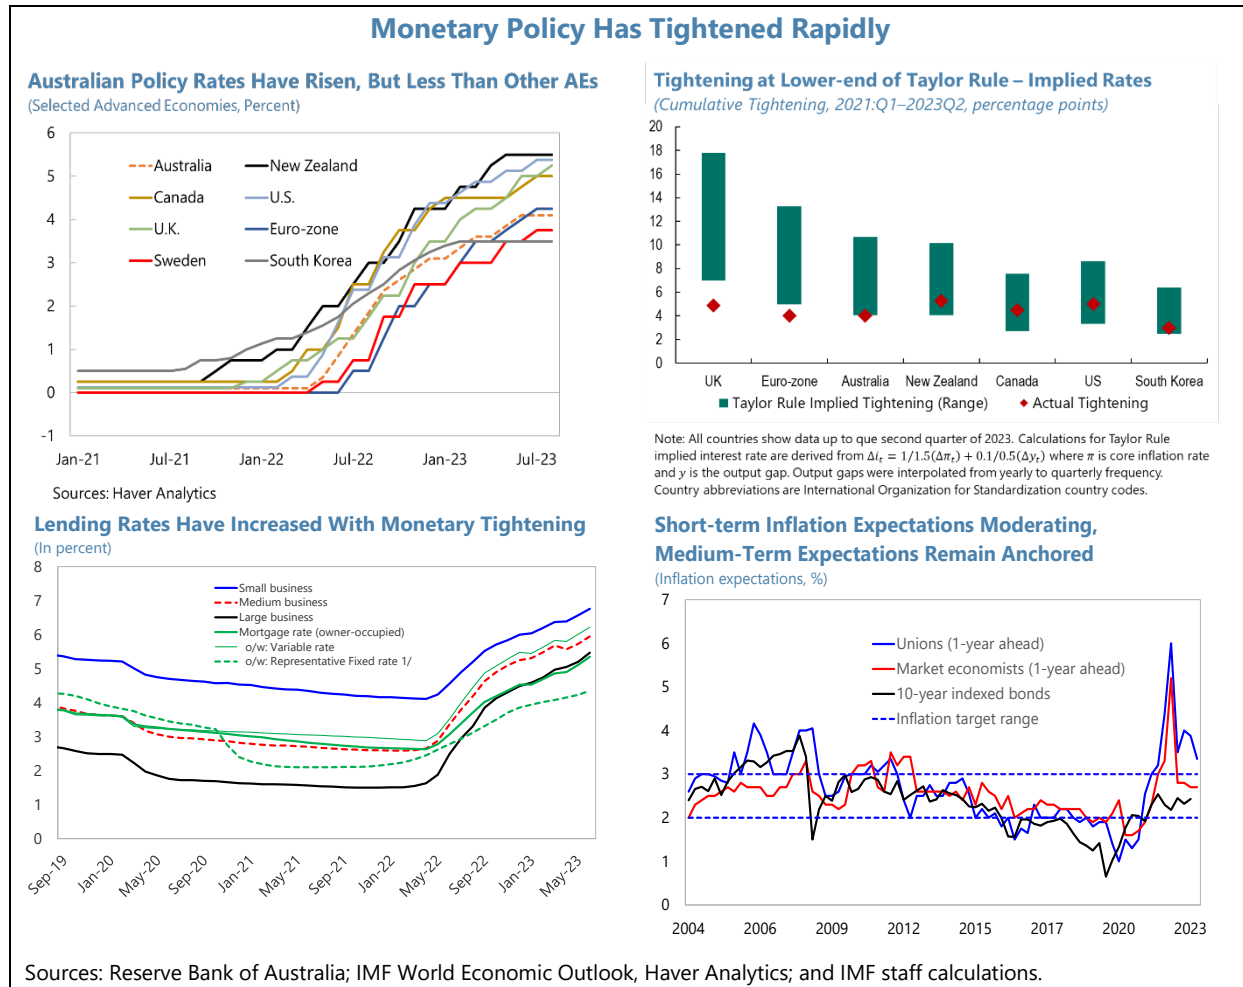 Monetary Policy Has Tightened Rapidly
Australian Policy Rates Have Risen, But Less Than Other AEs
(Selected Advanced Economies, Percent)
6
5
4
3
2
1
0
-1
Australia
New Zealand
Canada
U.S.
U.K.
Euro-zone
Sweden
South Korea
Jan-21
Jul-21
Jan-22
Jul-22
Jan-23
Jul-23
Sources: Haver Analytics
Tightening at Lower-end of Taylor Rule – Implied Rates
(Cumulative Tightening, 2021:Q1–2023Q2, percentage points)
20
18
16
14
12
10
8
6
4
2
0
UK
Euro-zone
Australia
New Zealand
Canada
US
South Korea
Taylor Rule Implied Tightening (Range)
Actual Tightening
Note: All countries show data up to que second quarter of 2023. Calculations for Taylor Rule
implied interest rate are derived from Δiₜ = 1/1.5(Δπₜ) + 0.1/0.5(Δyₜ) where π is core inflation rate
and y is the output gap. Output gaps were interpolated from yearly to quarterly frequency.
Country abbreviations are International Organization for Standardization country codes.
Lending Rates Have Increased With Monetary Tightening
(In percent)
8
7
6
5
4
3
2
1
0
Small business
Medium business
Large business
Mortgage rate (owner-occupied)
o/w: Variable rate
o/w: Representative Fixed rate 1/
Sep-19
Jan-20
May-20
Sep-20
Jan-21
May-21
Sep-21
Jan-22
May-22
Sep-22
Jan-23
May-23
Short-term Inflation Expectations Moderating,
Medium-Term Expectations Remain Anchored
(Inflation expectations, %)
7
6
5
4
3
2
1
0
Unions (1-year ahead)
Market economists (1-year ahead)
10-year indexed bonds
Inflation target range
2004
2006
2009
2012
2015
2017
2020
2023
Sources: Reserve Bank of Australia; IMF World Economic Outlook, Haver Analytics; and IMF staff calculations.